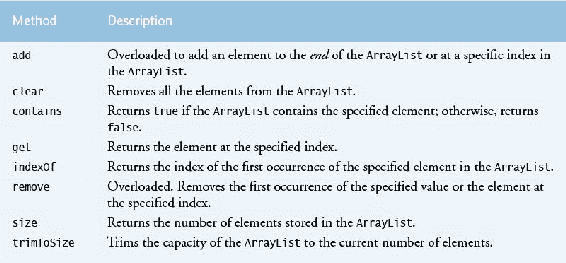 Method Description
add Overloaded to add an element to the end of the ArrayList or at a specific index in
the ArrayList.
clear Removes all the elements from the ArrayList.
contains Returns true if the ArrayList contains the specified element; otherwise, returns
false.
get Returns the element at the specified index.
indexOf Returns the index of the first occurrence of the specified element in the ArrayList.
remove Overloaded. Removes the first occurrence of the specified value or the element at
the specified index.
size Returns the number of elements stored in the ArrayList.
trimToSize Trims the capacity of the ArrayList to the current number of elements.